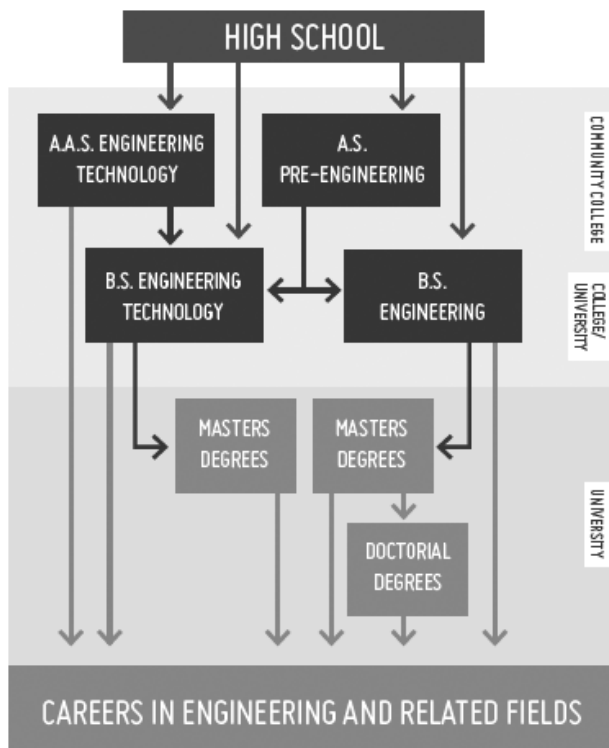 HIGH SCHOOL
A.A.S. ENGINEERING
TECHNOLOGY
A.S.
PRE-ENGINEERING
COMMUNITY COLLEGE
B.S. ENGINEERING
TECHNOLOGY
B.S.
ENGINEERING
COLLEGE/
UNIVERSITY
MASTERS
DEGREES
MASTERS
DEGREES
UNIVERSITY
DOCTORIAL
DEGREES
CAREERS IN ENGINEERING AND RELATED FIELDS